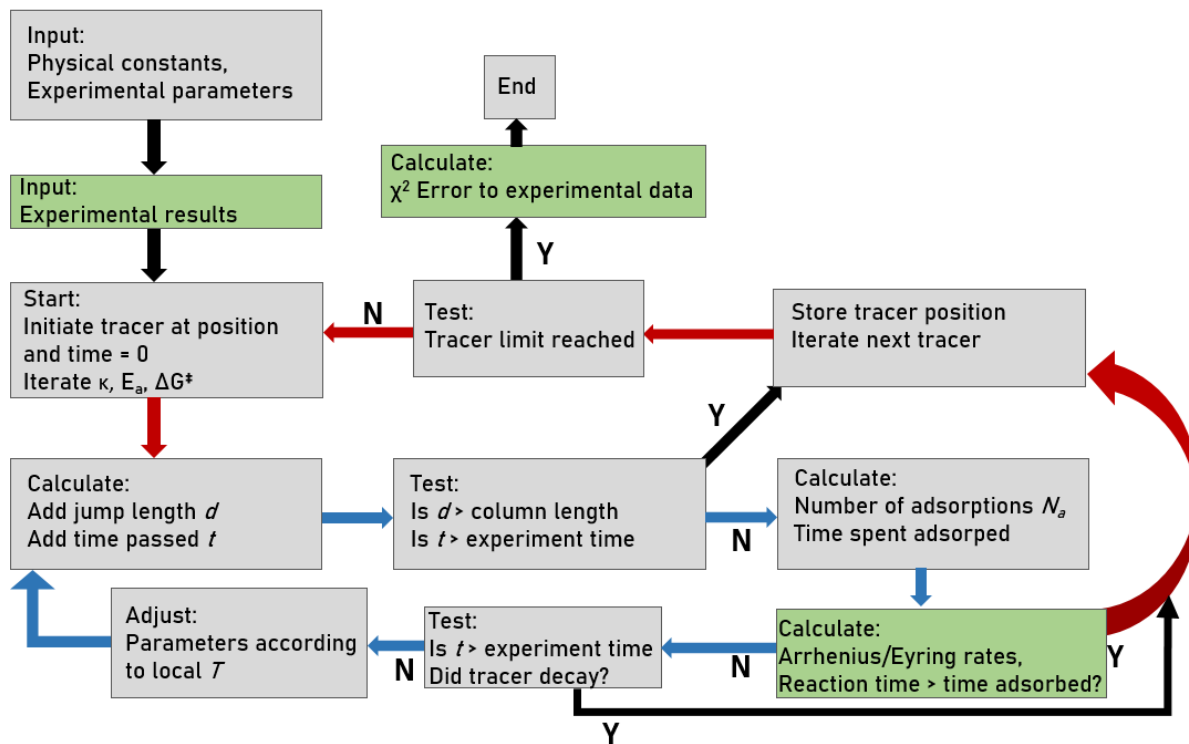 Input:
Physical constants,
Experimental parameters
Input:
Experimental results
End
Calculate:
χ² Error to experimental data
Y
Start:
Initiate tracer at position
and time = 0
Iterate κ, Eₐ, ΔG‡
N
Test:
Tracer limit reached
Store tracer position
Iterate next tracer
Y
Calculate:
Add jump length d
Add time passed t
Test:
Is d > column length
Is t > experiment time
N
Calculate:
Number of adsorptions Nₐ
Time spent adsorped
Adjust:
Parameters according
to local T
N
Test:
Is t > experiment time
Did tracer decay?
N
Calculate:
Arrhenius/Eyring rates,
Reaction time > time adsorbed?
Y
Y